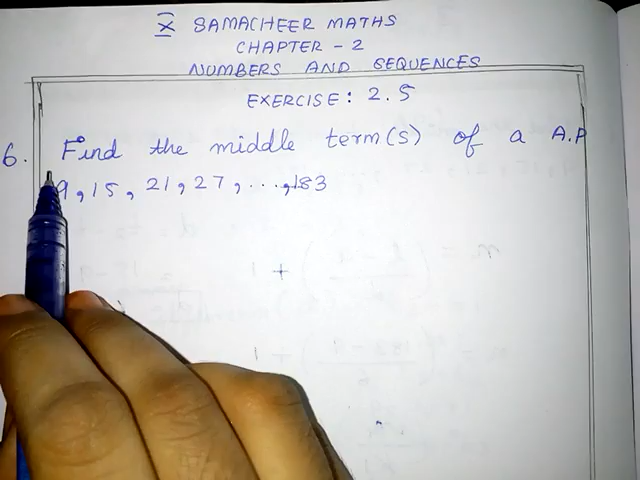 X SAMACHEER MATHS
CHAPTER - 2
NUMBERS AND SEQUENCES
EXERCISE: 2.5
6. Find the middle term(s) of a A.P
9, 15, 21, 27, ..., 183